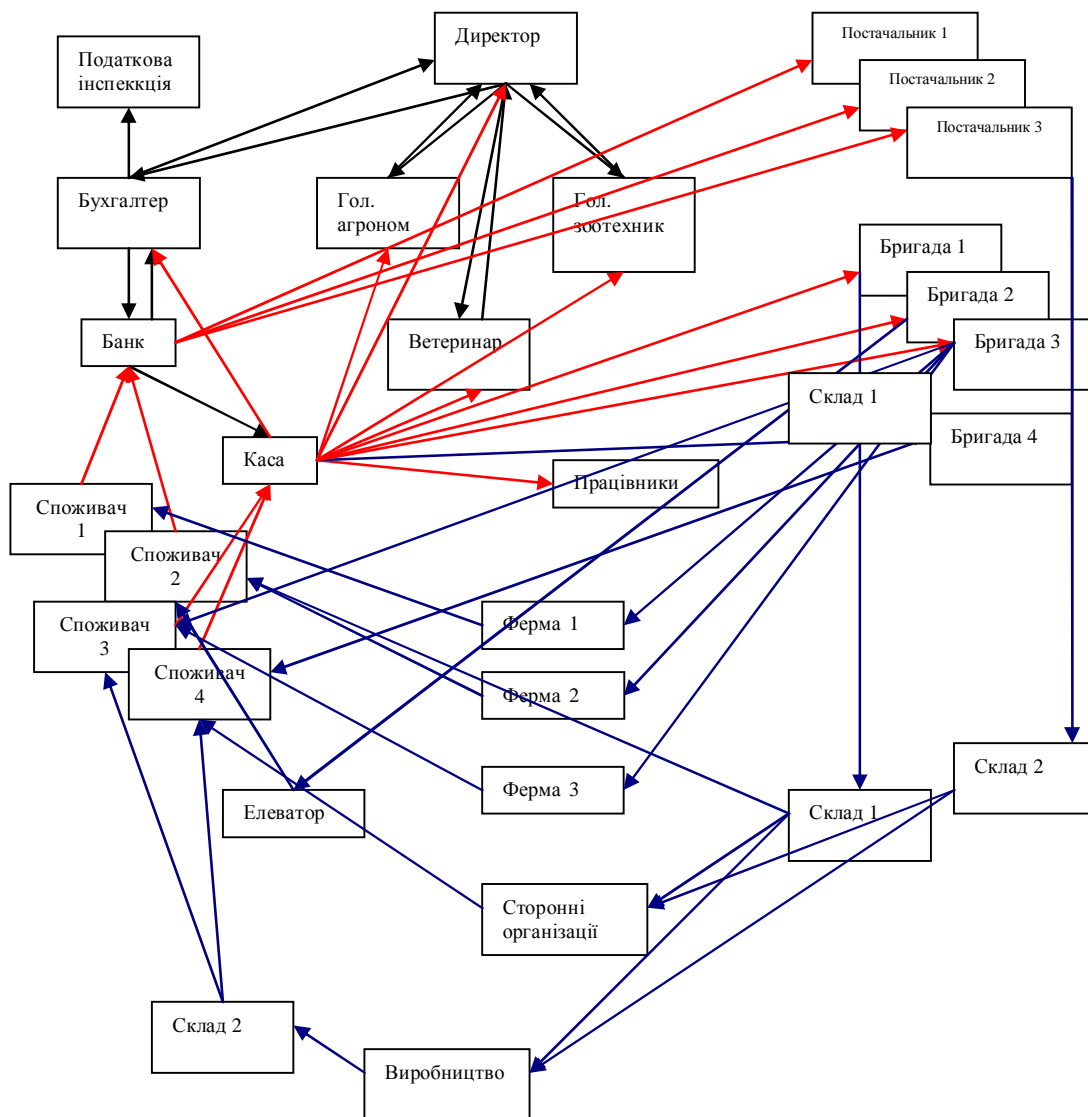 Директор
Постачальник 1
Податкова
інспеккція
Постачальник 2
Постачальник 3
Бухгалтер
Гол.
агроном
Гол.
зоотехник
Бригада 1
Бригада 2
Банк
Ветеринар
Бригада 3
Склад 1
Каса
Бригада 4
Працівники
Споживач
1
Споживач
2
Споживач
3
Ферма 1
Споживач
4
Ферма 2
Склад 2
Ферма 3
Елеватор
Склад 1
Сторонні
організації
Склад 2
Виробництво